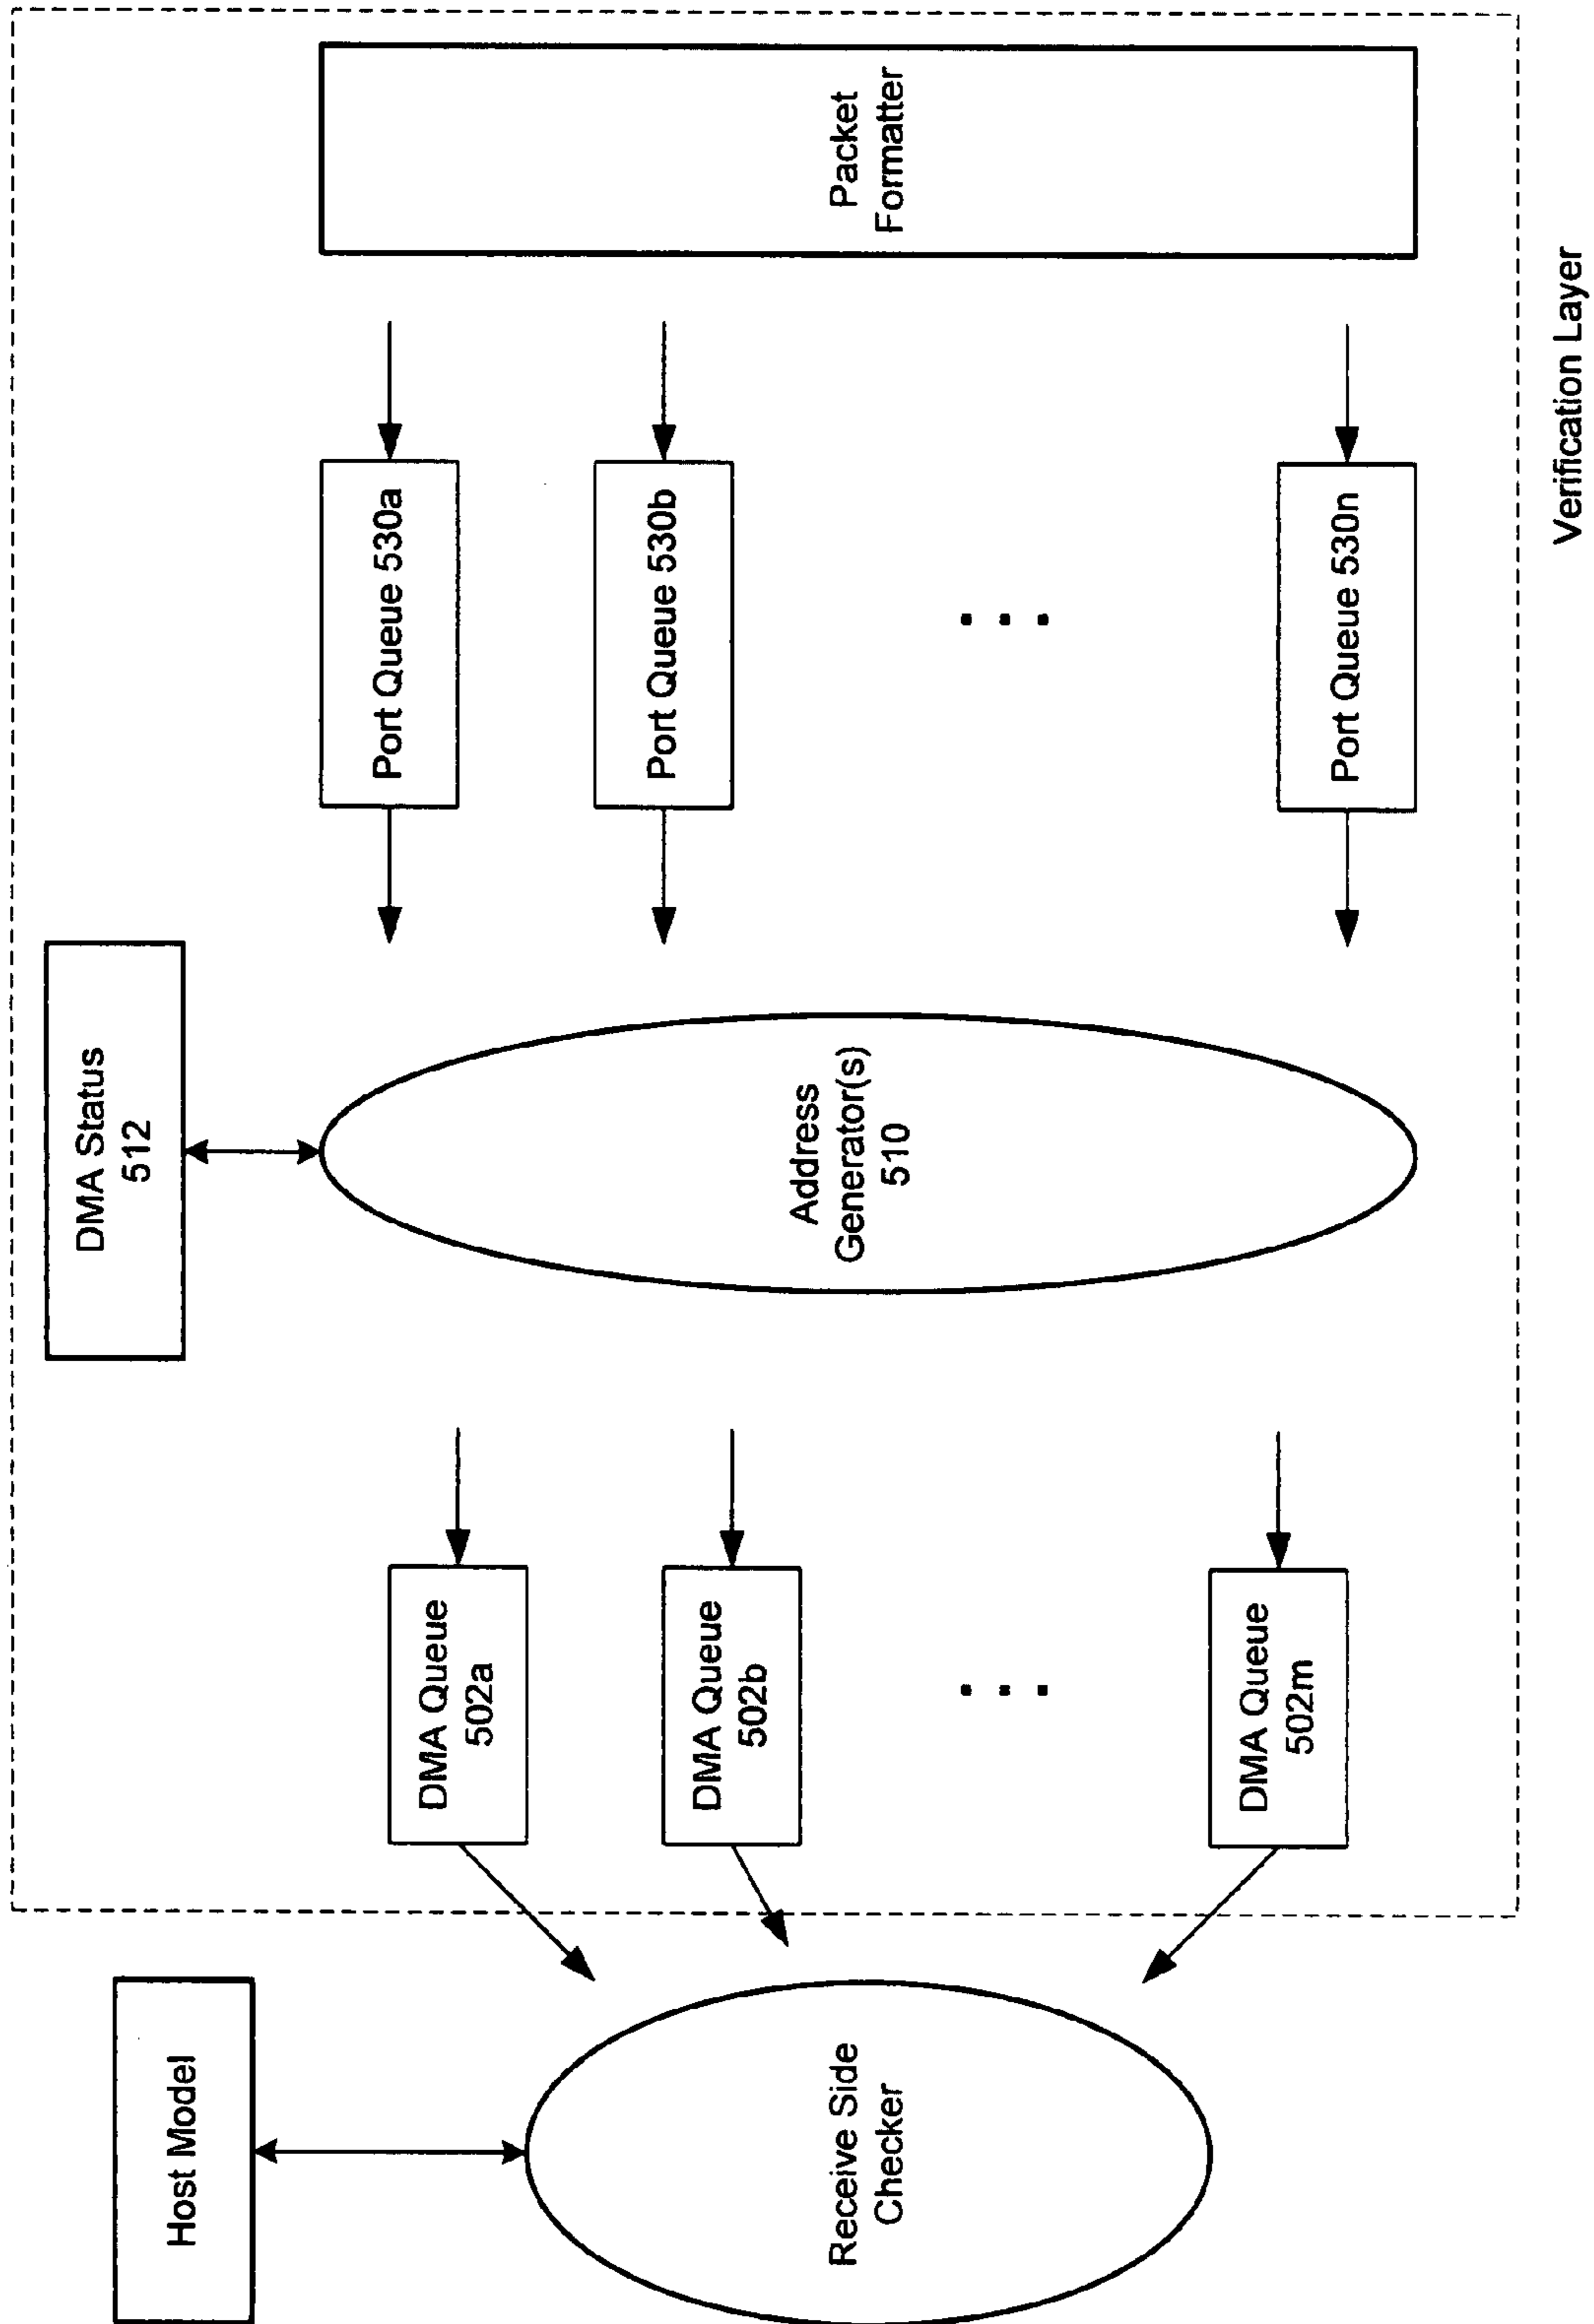 Host Model
Receive Side
Checker
DMA Queue
502a
DMA Queue
502b
. . .
DMA Queue
502m
DMA Status
512
Address
Generator(s)
510
Port Queue 530a
Port Queue 530b
. . .
Port Queue 530n
Packet
Formatter
Verification Layer